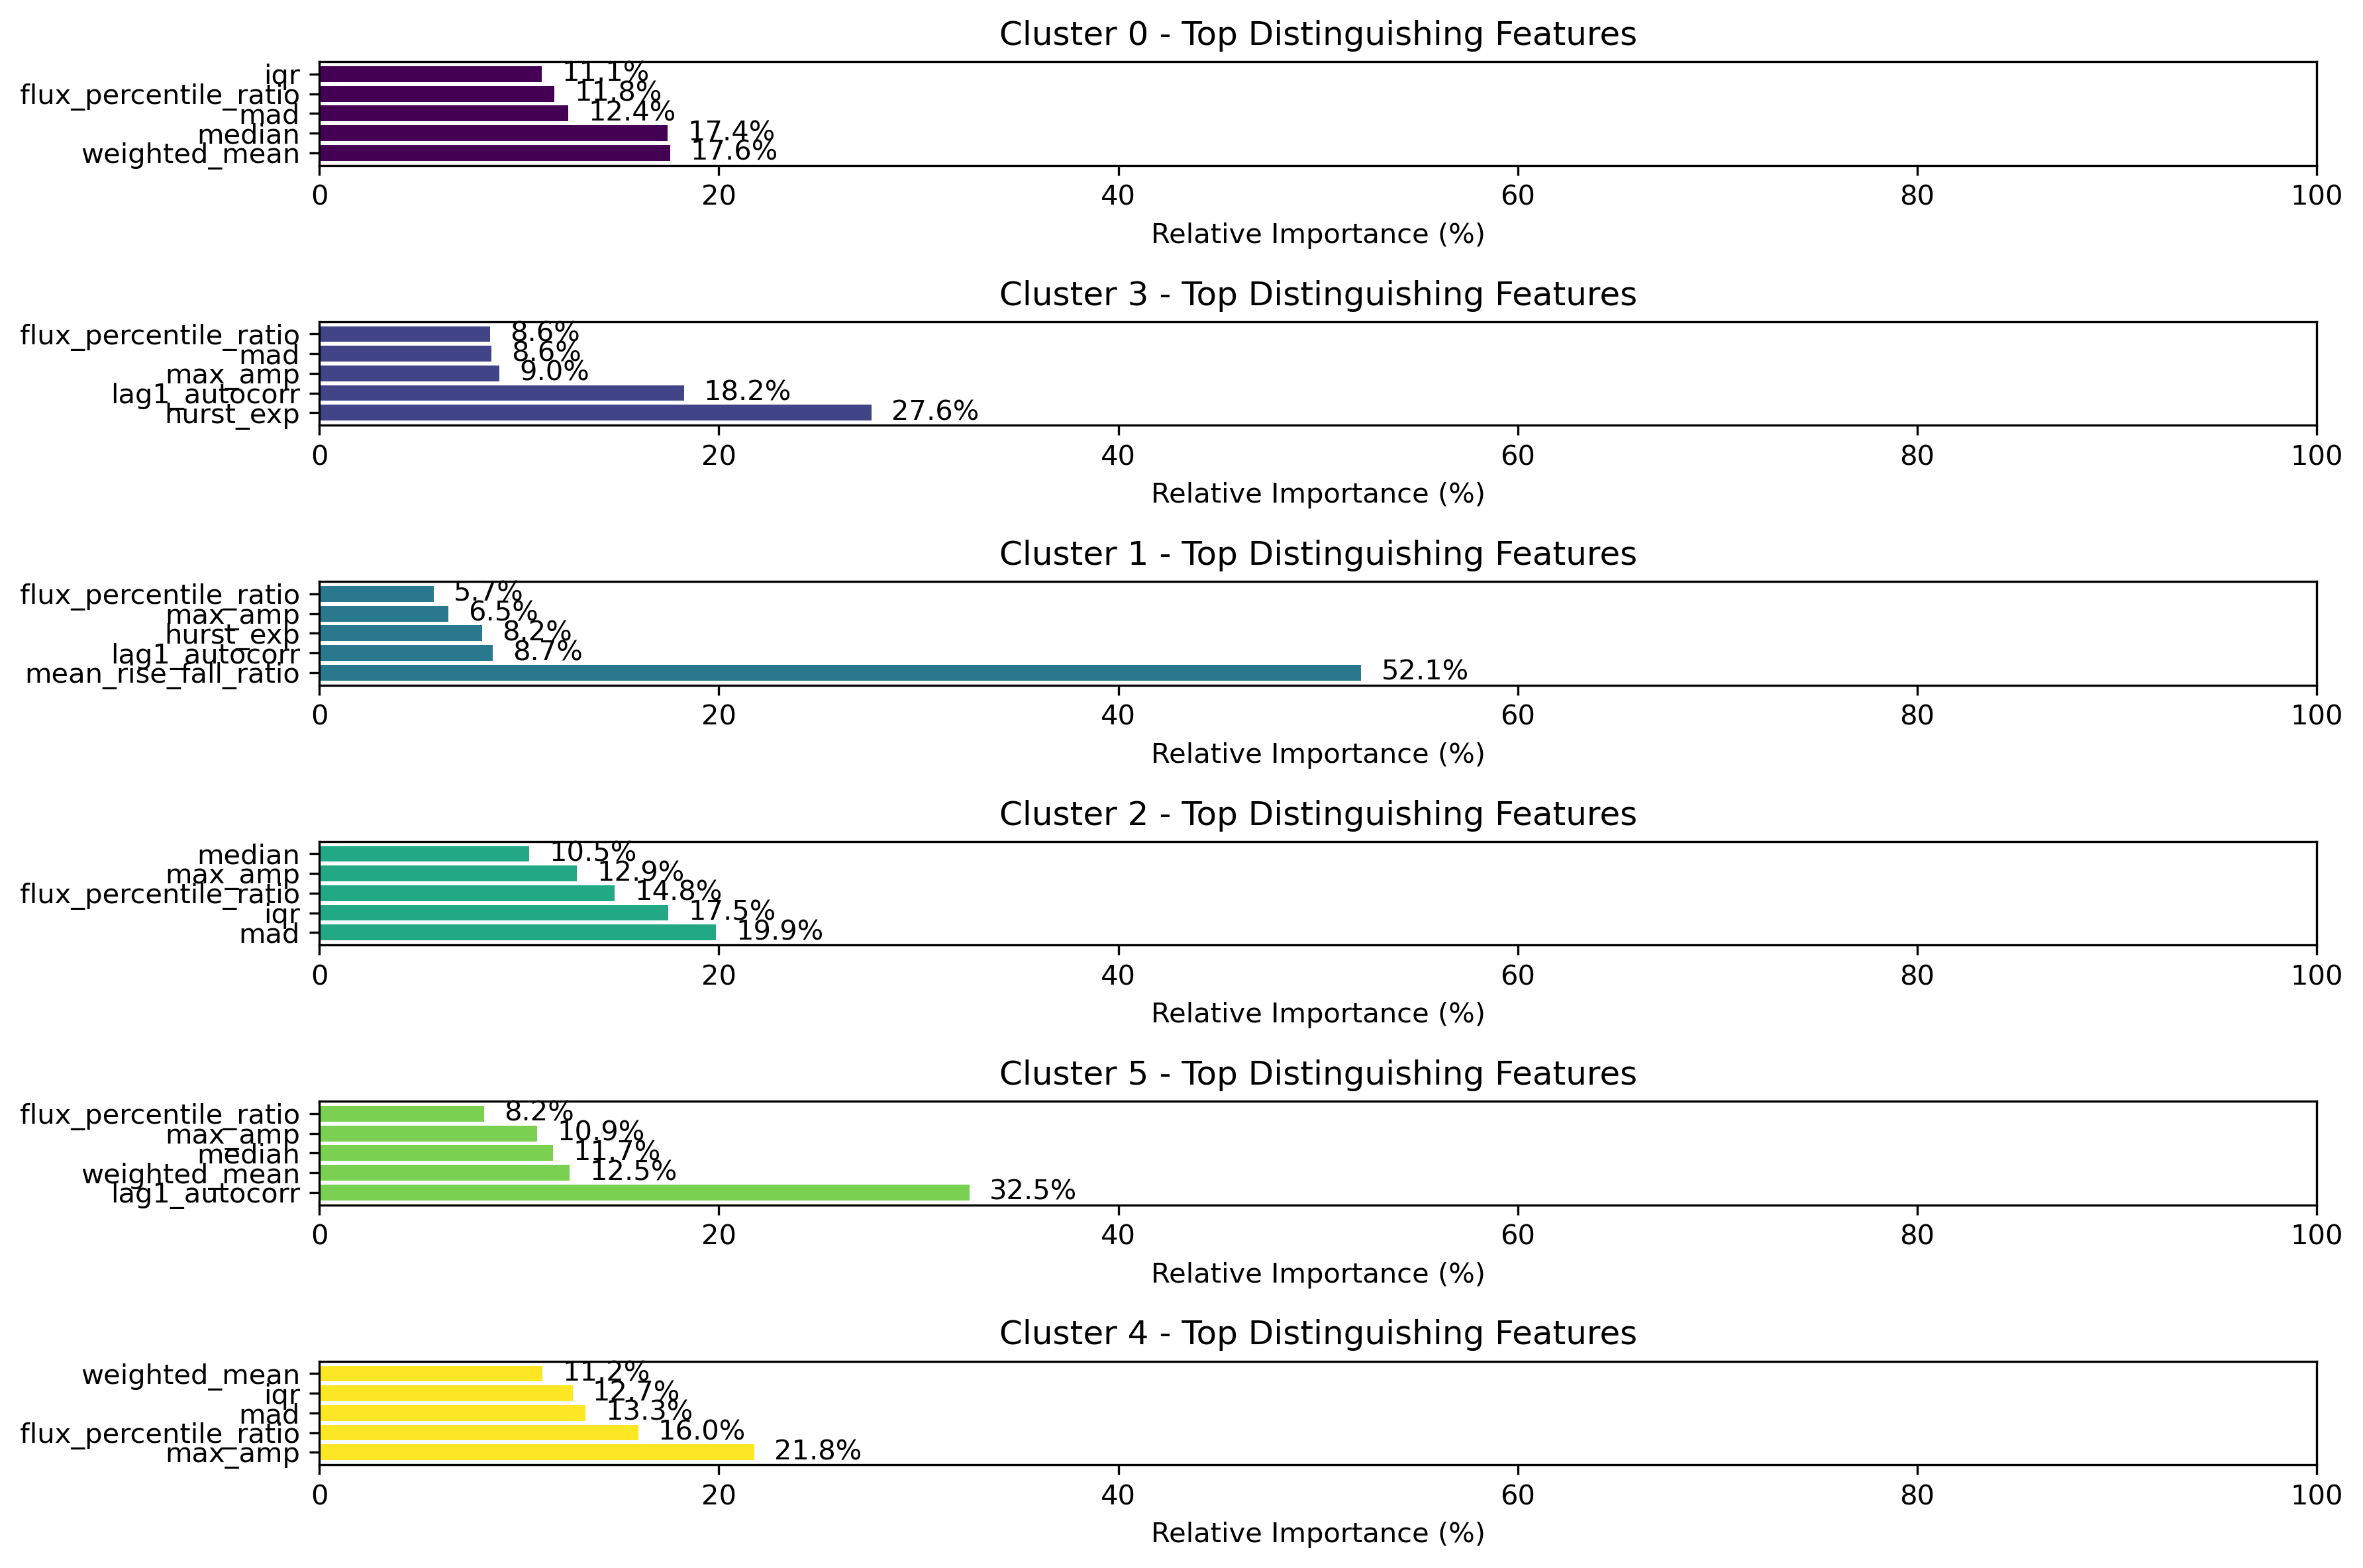 Cluster 0 - Top Distinguishing Features
iqr 11.1%
flux_percentile_ratio 11.8%
mad 12.4%
median 17.4%
weighted_mean 17.6%
0 20 40 60 80 100
Relative Importance (%)
Cluster 3 - Top Distinguishing Features
flux_percentile_ratio 8.6%
mad 8.6%
max_amp 9.0%
lag1_autocorr 18.2%
hurst_exp 27.6%
0 20 40 60 80 100
Relative Importance (%)
Cluster 1 - Top Distinguishing Features
flux_percentile_ratio 5.7%
max_amp 6.5%
hurst_exp 8.2%
lag1_autocorr 8.7%
mean_rise_fall_ratio 52.1%
0 20 40 60 80 100
Relative Importance (%)
Cluster 2 - Top Distinguishing Features
median 10.5%
max_amp 12.9%
flux_percentile_ratio 14.8%
iqr 17.5%
mad 19.9%
0 20 40 60 80 100
Relative Importance (%)
Cluster 5 - Top Distinguishing Features
flux_percentile_ratio 8.2%
max_amp 10.9%
median 11.7%
weighted_mean 12.5%
lag1_autocorr 32.5%
0 20 40 60 80 100
Relative Importance (%)
Cluster 4 - Top Distinguishing Features
weighted_mean 11.2%
iqr 12.7%
mad 13.3%
flux_percentile_ratio 16.0%
max_amp 21.8%
0 20 40 60 80 100
Relative Importance (%)